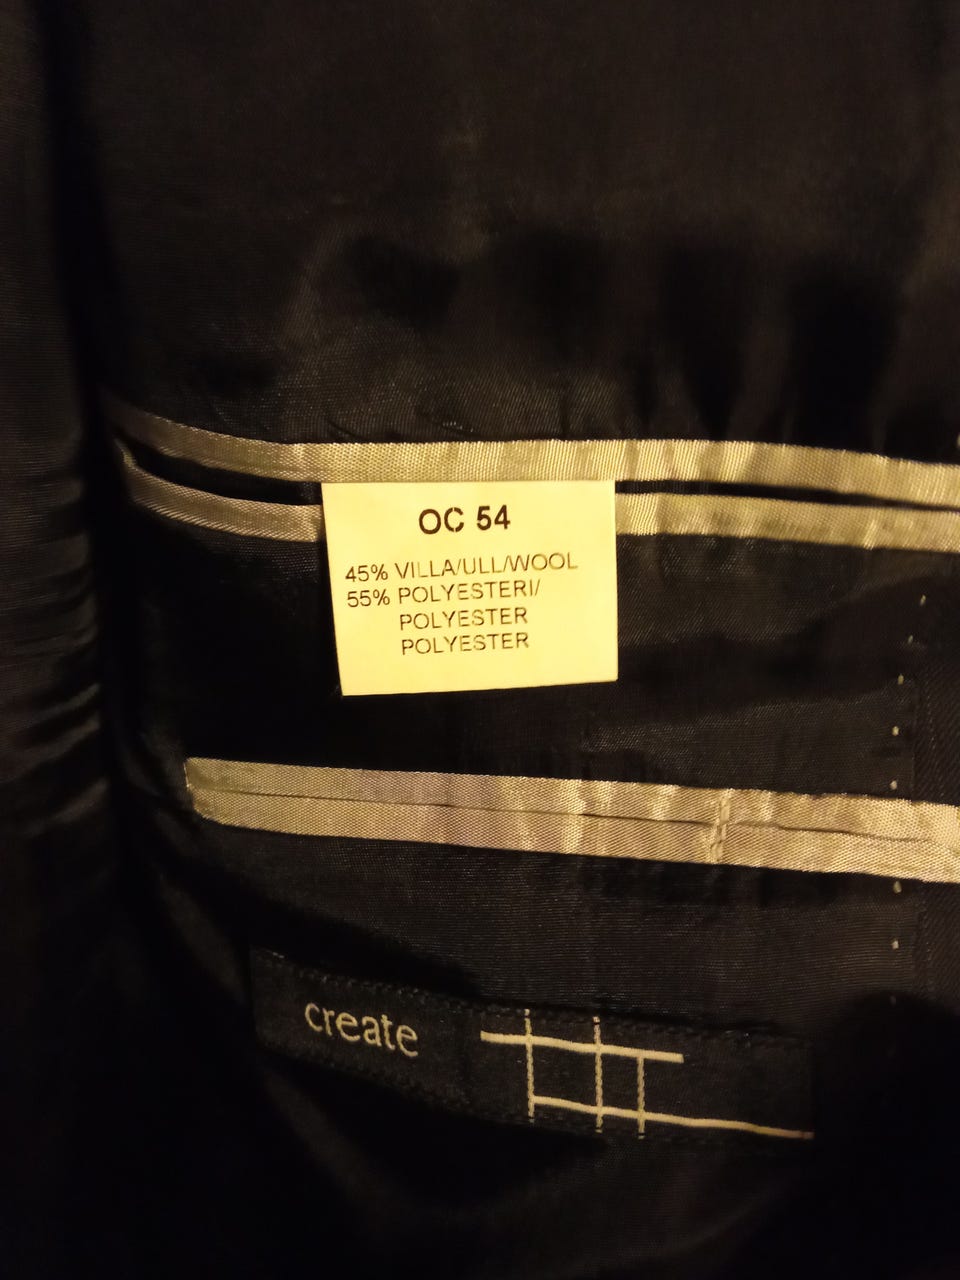 OC 54
45% VILLA/ULL/WOOL
55% POLYESTERI/
POLYESTER
POLYESTER
create